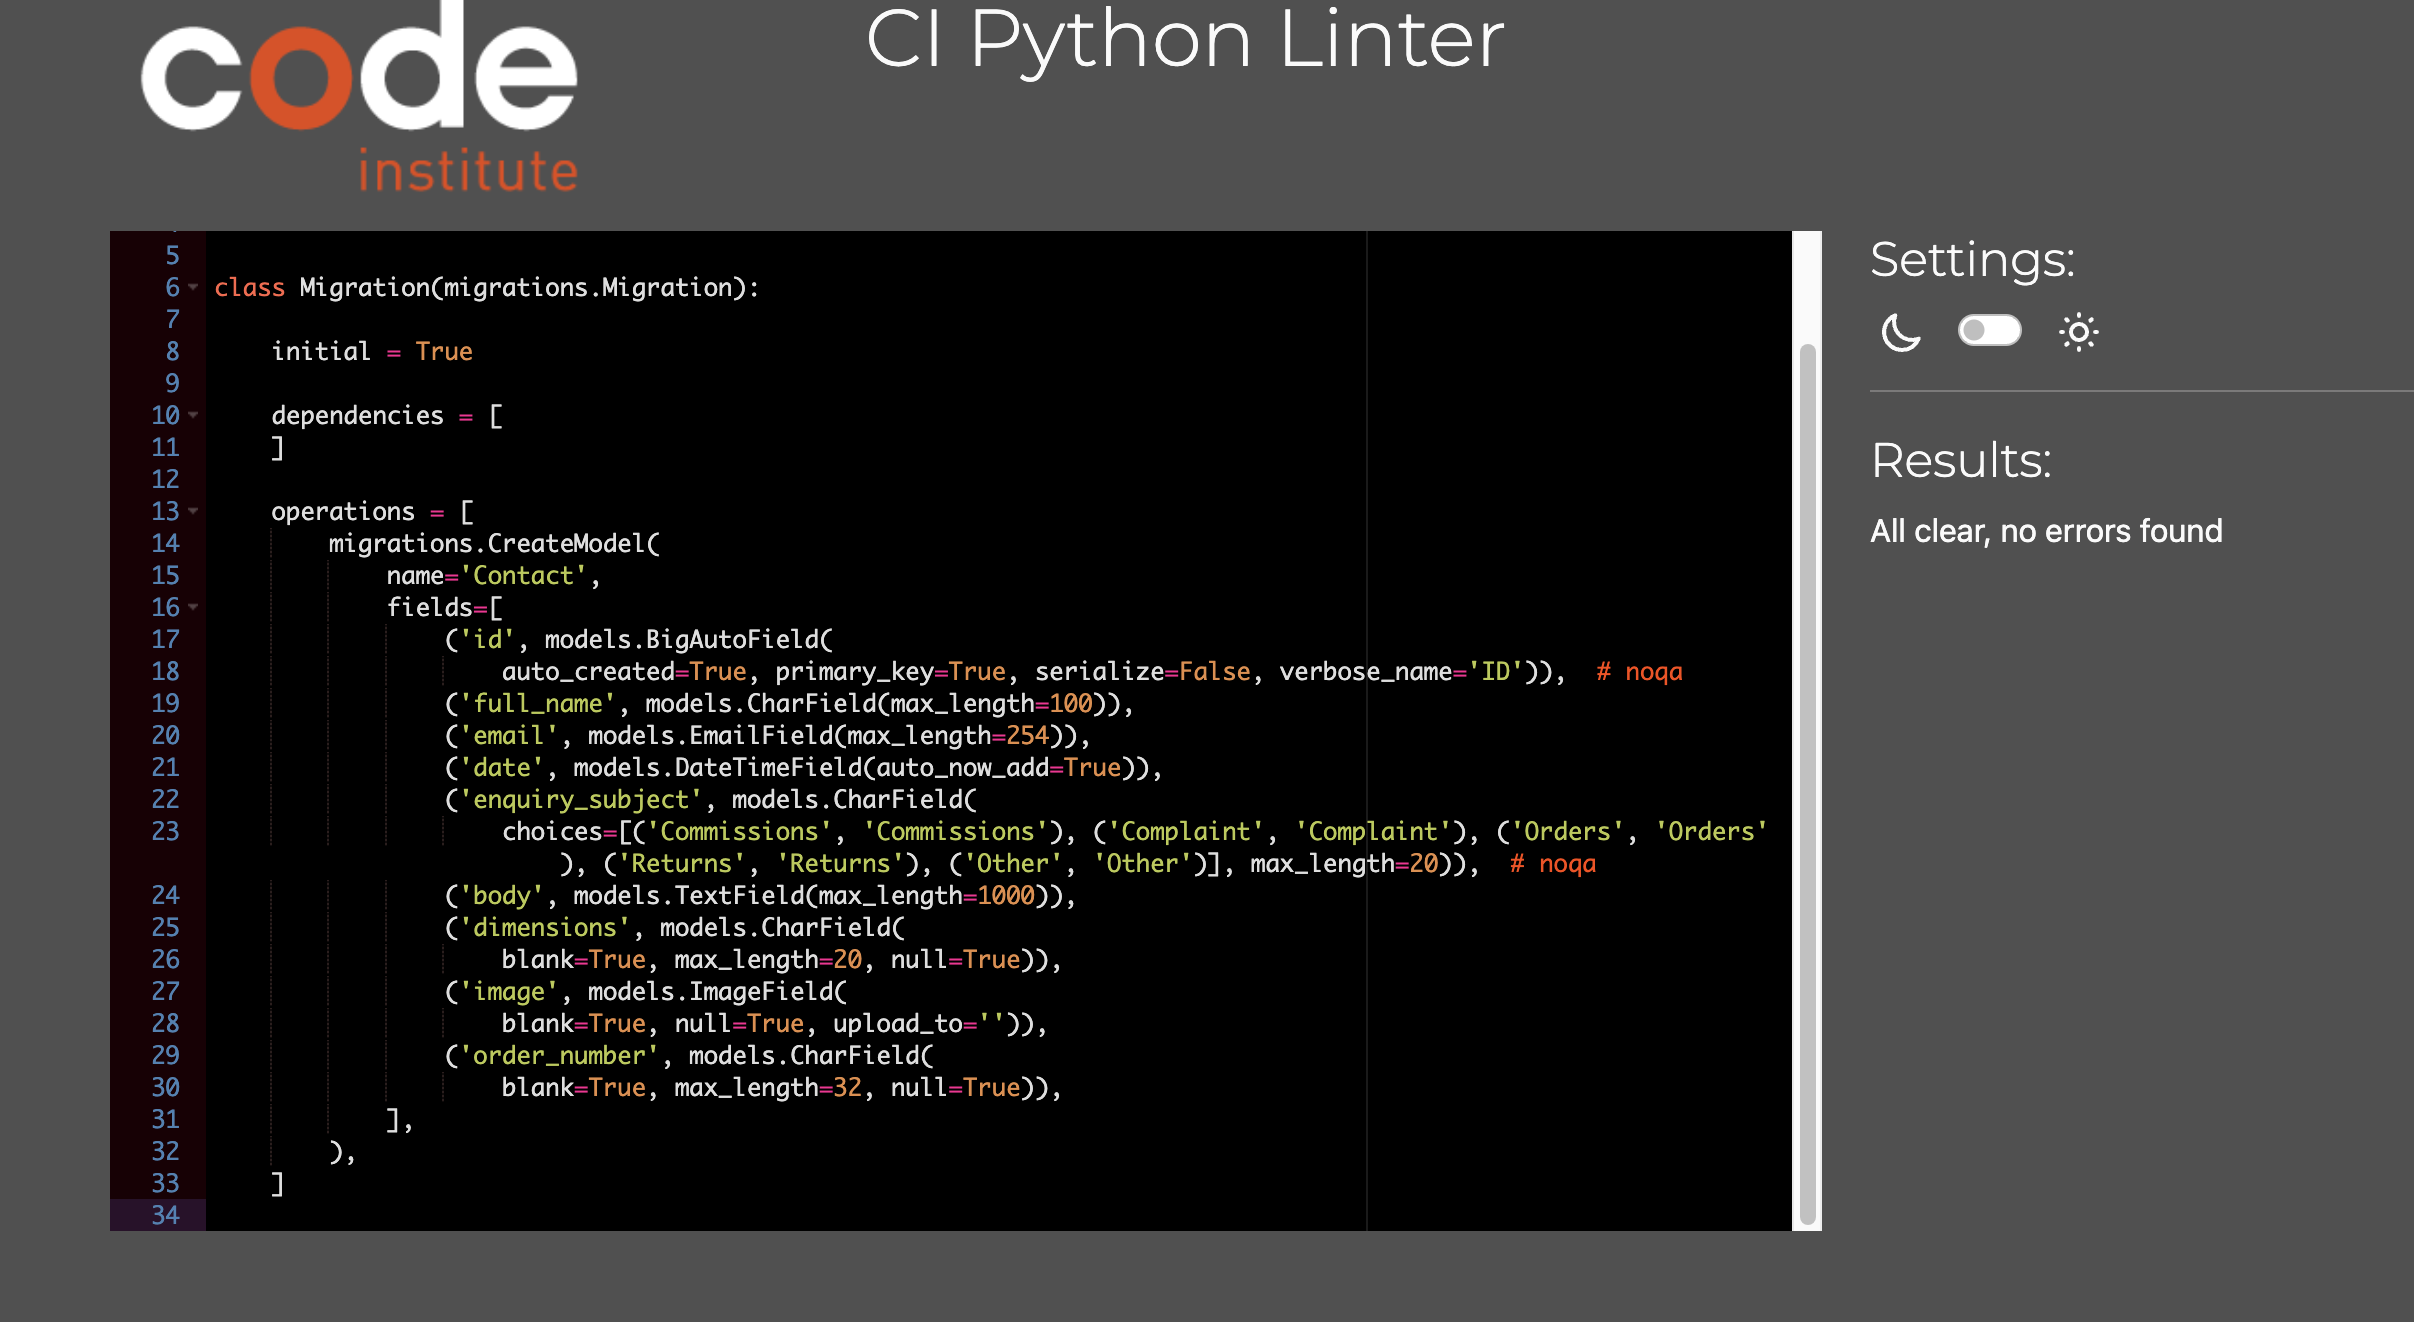 code
institute
CI Python Linter
5
6 class Migration(migrations.Migration):
7
8 initial = True
9
10 dependencies = [
11 ]
12
13 operations = [
14 migrations.CreateModel(
15 name='Contact',
16 fields=[
17 ('id', models.BigAutoField(
18 auto_created=True, primary_key=True, serialize=False, verbose_name='ID')),  # noqa
19 ('full_name', models.CharField(max_length=100)),
20 ('email', models.EmailField(max_length=254)),
21 ('date', models.DateTimeField(auto_now_add=True)),
22 ('enquiry_subject', models.CharField(
23 choices=[('Commissions', 'Commissions'), ('Complaint', 'Complaint'), ('Orders', 'Orders'
), ('Returns', 'Returns'), ('Other', 'Other')], max_length=20)),  # noqa
24 ('body', models.TextField(max_length=1000)),
25 ('dimensions', models.CharField(
26 blank=True, max_length=20, null=True)),
27 ('image', models.ImageField(
28 blank=True, null=True, upload_to='')),
29 ('order_number', models.CharField(
30 blank=True, max_length=32, null=True)),
31 ],
32 ),
33 ]
34
Settings:
Results:
All clear, no errors found